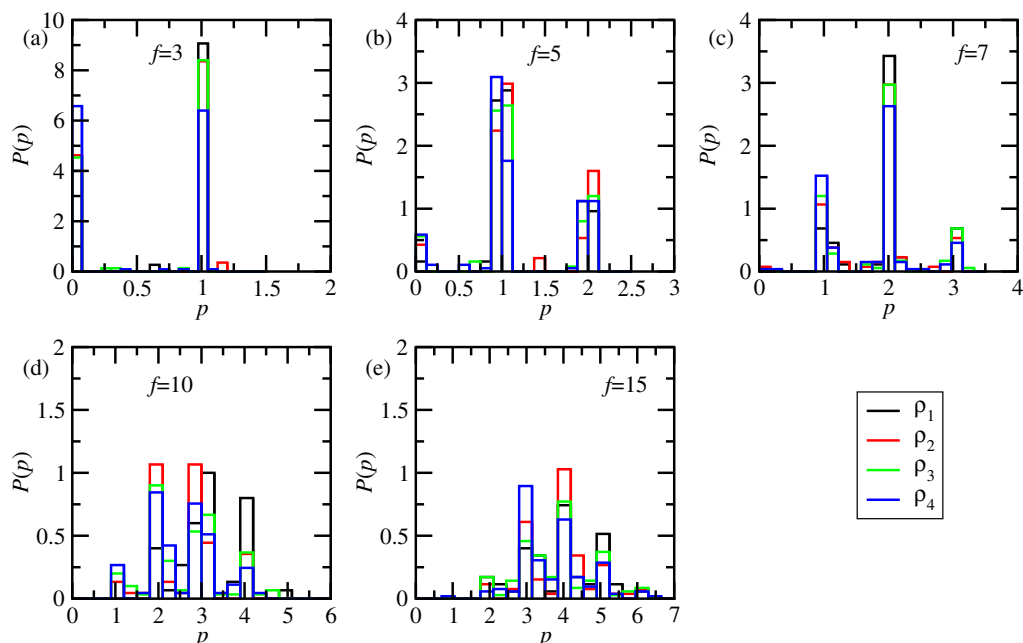 (a)
f=3
P(p)
10
8
6
4
2
0
0 0.5 1 1.5 2
p
(b)
f=5
P(p)
4
3
2
1
0
0 0.5 1 1.5 2 2.5 3
p
(c)
f=7
P(p)
4
3
2
1
0
0 1 2 3 4
p
(d)
f=10
P(p)
2
1.5
1
0.5
0
0 1 2 3 4 5 6
p
(e)
f=15
P(p)
2
1.5
1
0.5
0
0 1 2 3 4 5 6 7
p
ρ1
ρ2
ρ3
ρ4